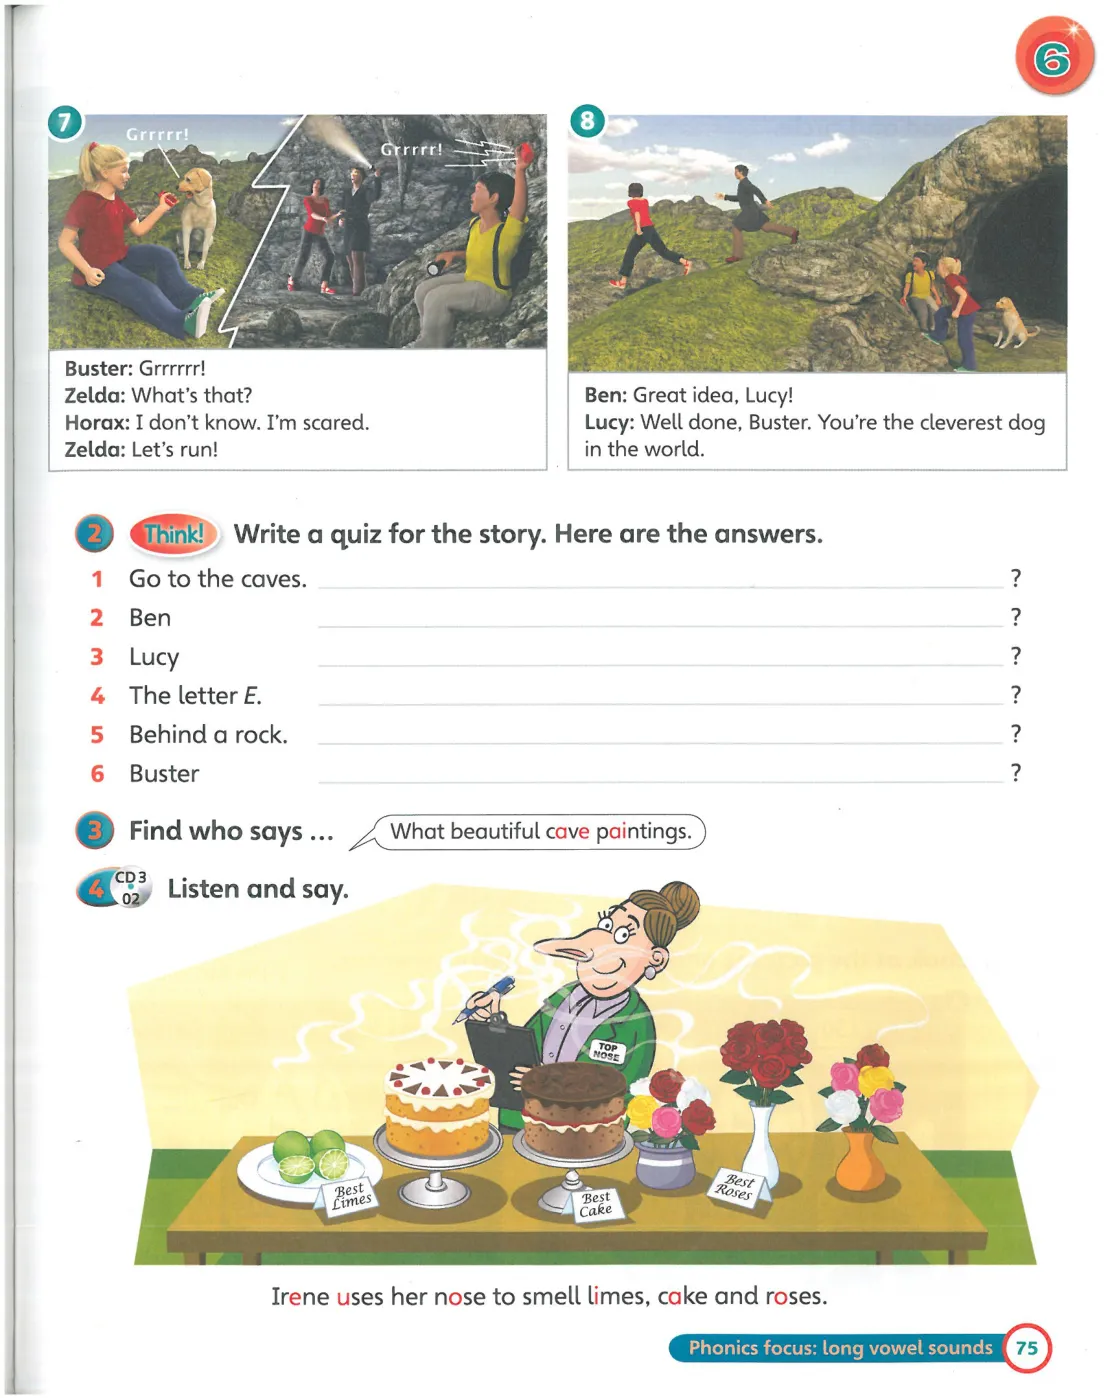 6
7
Grrrrr!
Grrrrr!
Buster: Grrrrrr!
Zelda: What's that?
Horax: I don't know. I'm scared.
Zelda: Let's run!
8
Ben: Great idea, Lucy!
Lucy: Well done, Buster. You're the cleverest dog
in the world.
2 Think! Write a quiz for the story. Here are the answers.
1 Go to the caves. ?
2 Ben ?
3 Lucy ?
4 The letter E. ?
5 Behind a rock. ?
6 Buster ?
3 Find who says ... What beautiful cave paintings.
4 CD3 02 Listen and say.
TOP
NOSE
Best
Limes
Best
Cake
Best
Roses
Irene uses her nose to smell limes, cake and roses.
Phonics focus: long vowel sounds 75